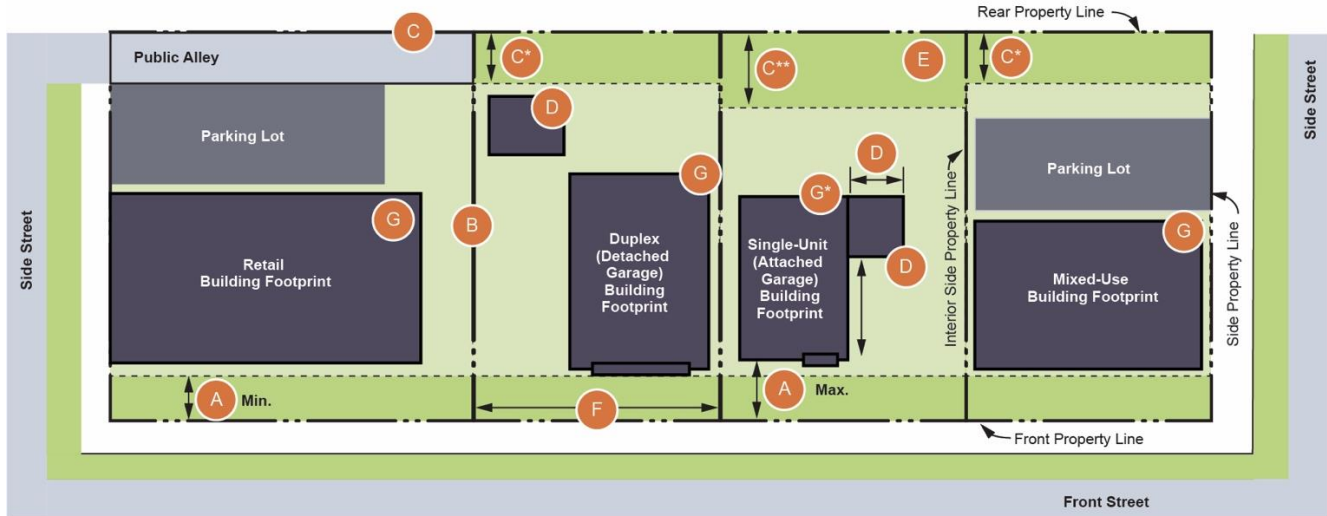 Rear Property Line
C
Public Alley
C*
C**
E
C*
Side Street
D
Parking Lot
D
Parking Lot
G
G*
G
G
B
Retail
Building Footprint
Duplex
(Detached
Garage)
Building
Footprint
Single-Unit
(Attached
Garage)
Building
Footprint
D
Interior Side Property Line
Mixed-Use
Building Footprint
Side Property Line
Side Street
A
Min.
F
A
Max.
Front Property Line
Front Street